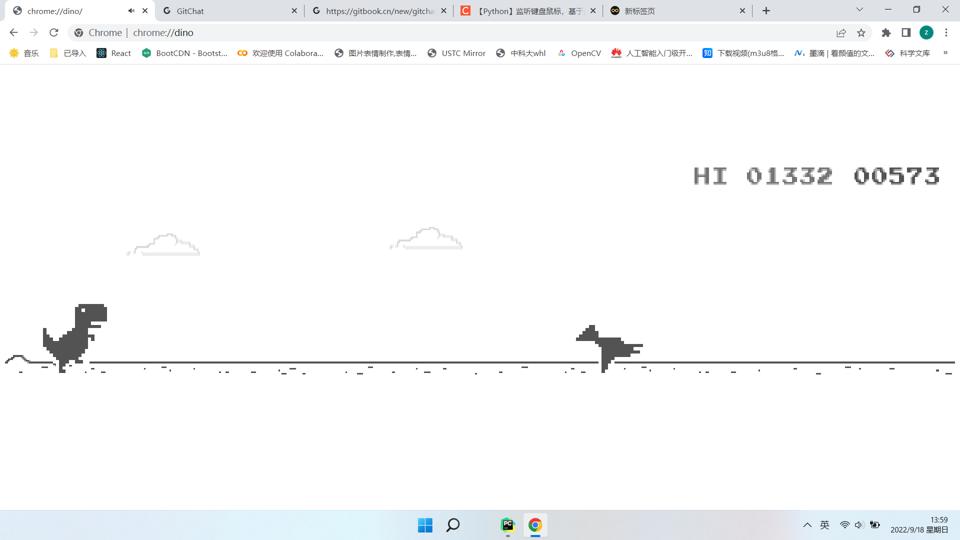 chrome://dino/
GitChat
https://gitbook.cn/new/gitcha
【Python】监听键盘鼠标，基于
新标签页
Chrome | chrome://dino
z
音乐
已导入
React
BootCDN - Bootst...
欢迎使用 Colabora...
图片表情制作,表情...
USTC Mirror
中科大whl
OpenCV
人工智能入门极开...
下载视频(m3u8格...
墨滴 | 看颜值的文...
科学文库
»
HI 01332 00573
PC
英
13:59
2022/9/18 星期日